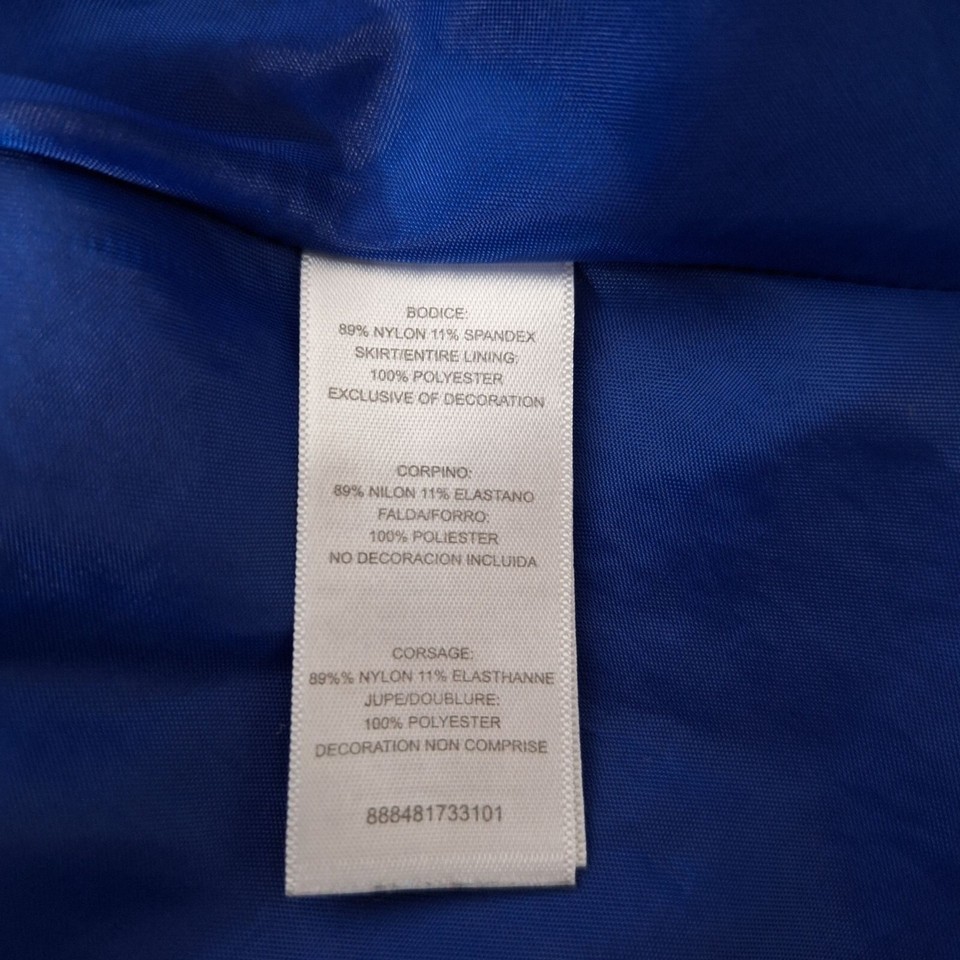 BODICE:
89% NYLON 11% SPANDEX
SKIRT/ENTIRE LINING:
100% POLYESTER
EXCLUSIVE OF DECORATION
CORPINO:
89% NILON 11% ELASTANO
FALDA/FORRO:
100% POLIESTER
NO DECORACION INCLUIDA
CORSAGE:
89%% NYLON 11% ELASTHANNE
JUPE/DOUBLURE:
100% POLYESTER
DECORATION NON COMPRISE
888481733101